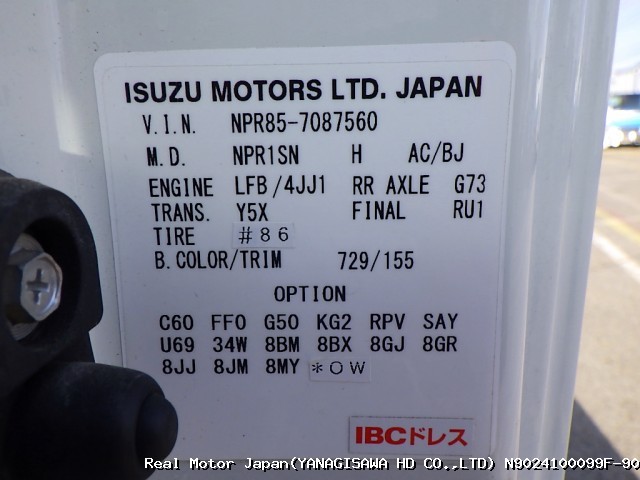 ISUZU MOTORS LTD. JAPAN
V.I.N. NPR85-7087560
M.D. NPR1SN H AC/BJ
ENGINE LFB/4JJ1 RR AXLE G73
TRANS. Y5X FINAL RU1
TIRE #86
B.COLOR/TRIM 729/155
OPTION
C60 FF0 G50 KG2 RPV SAY
U69 34W 8BM 8BX 8GJ 8GR
8JJ 8JM 8MY *OW
IBCドレス
Real Motor Japan(YANAGISAWA HD CO.,LTD) N9024100099F-90